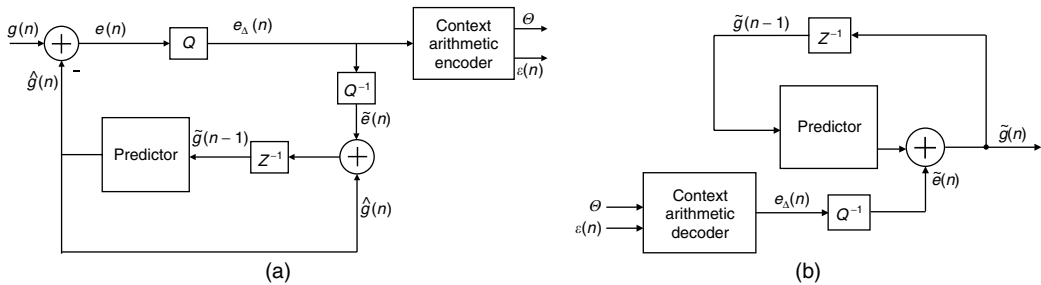 g(n)
e(n)
Q
e_Δ(n)
Context
arithmetic
encoder
Θ
ε(n)
–
ĝ(n)
Q⁻¹
ẽ(n)
Predictor
g̃(n−1)
Z⁻¹
ĝ(n)
(a)
g̃(n−1)
Z⁻¹
Predictor
g̃(n)
ẽ(n)
Θ
ε(n)
Context
arithmetic
decoder
e_Δ(n)
Q⁻¹
(b)